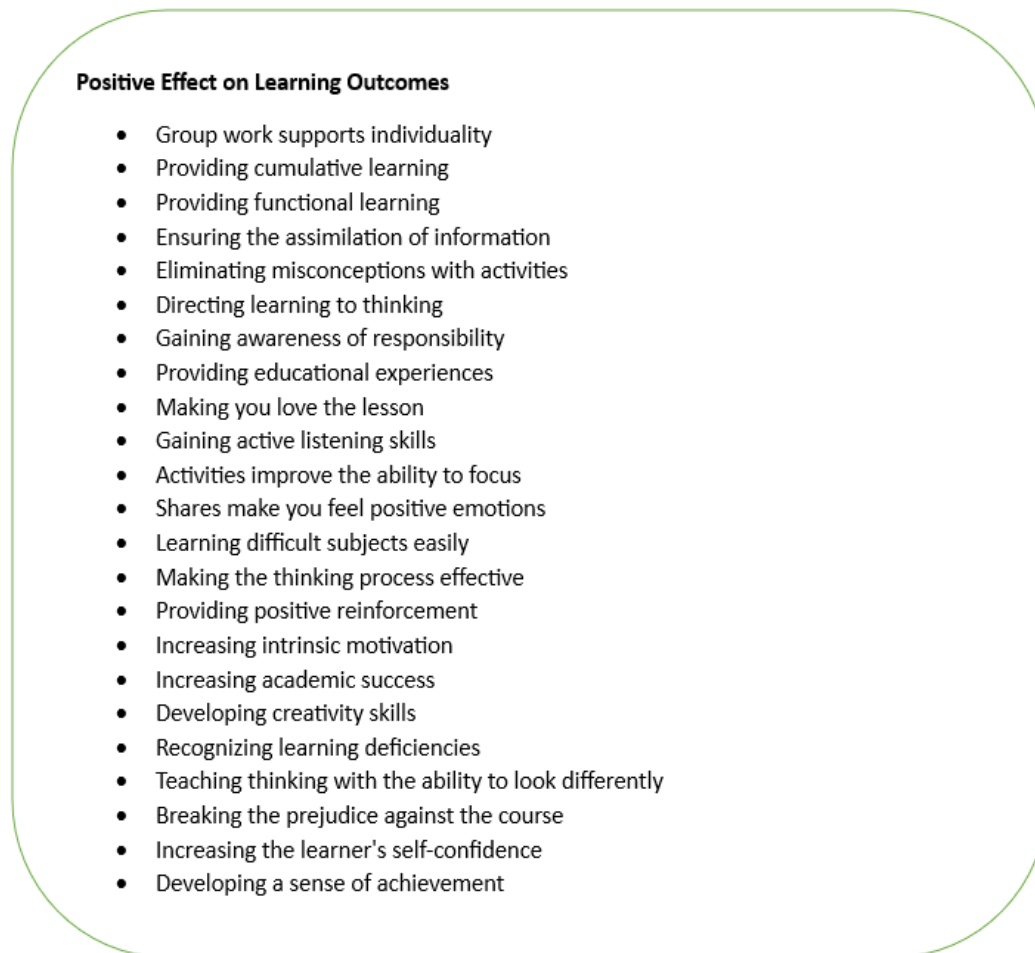 Positive Effect on Learning Outcomes
• Group work supports individuality
• Providing cumulative learning
• Providing functional learning
• Ensuring the assimilation of information
• Eliminating misconceptions with activities
• Directing learning to thinking
• Gaining awareness of responsibility
• Providing educational experiences
• Making you love the lesson
• Gaining active listening skills
• Activities improve the ability to focus
• Shares make you feel positive emotions
• Learning difficult subjects easily
• Making the thinking process effective
• Providing positive reinforcement
• Increasing intrinsic motivation
• Increasing academic success
• Developing creativity skills
• Recognizing learning deficiencies
• Teaching thinking with the ability to look differently
• Breaking the prejudice against the course
• Increasing the learner's self-confidence
• Developing a sense of achievement